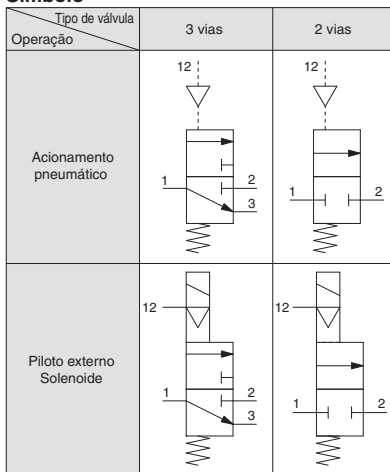 Tipo de válvula
Operação
3 vias
2 vias
Acionamento
pneumático
12
1
2
3
12
1
2
Piloto externo
Solenoide
12
1
2
3
12
1
2